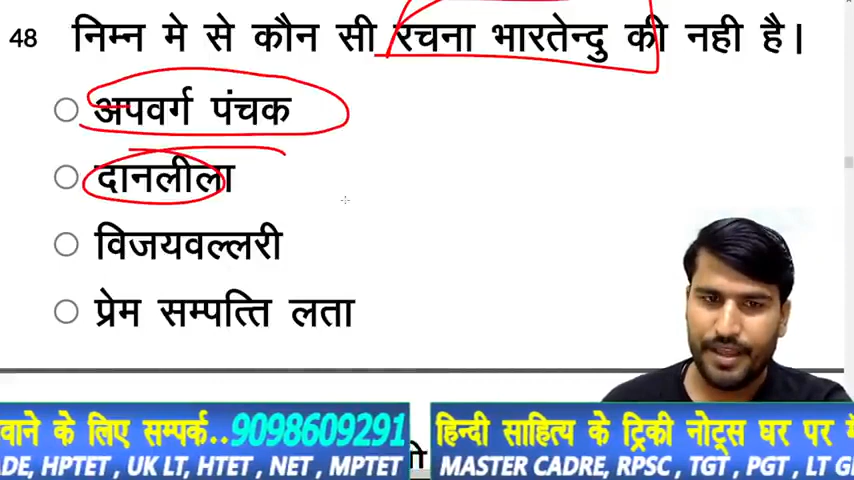 48 निम्न मे से कौन सी रचना भारतेन्दु की नही है।
अपवर्ग पंचक
दानलीला
विजयवल्लरी
प्रेम सम्पत्ति लता
वाने के लिए सम्पर्क..9098609291
हिन्दी साहित्य के ट्रिकी नोट्स घर पर
ADE, HPTET , UK LT, HTET , NET , MPTET
MASTER CADRE, RPSC , TGT , PGT , LT G